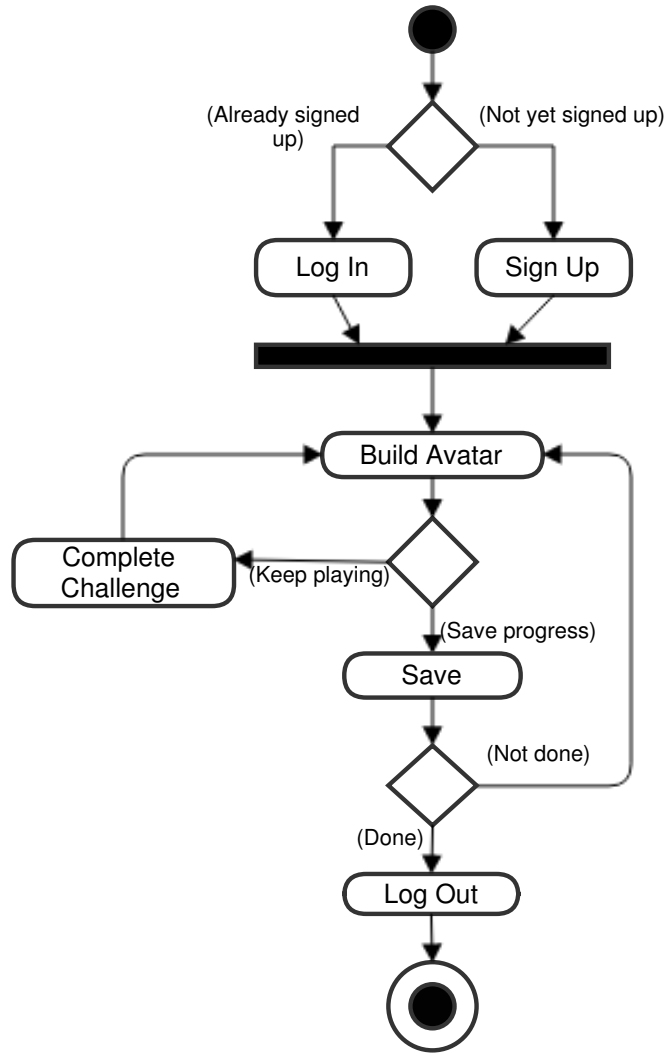 (Already signed
up)
(Not yet signed up)
Log In
Sign Up
Build Avatar
Complete
Challenge
(Keep playing)
(Save progress)
Save
(Not done)
(Done)
Log Out